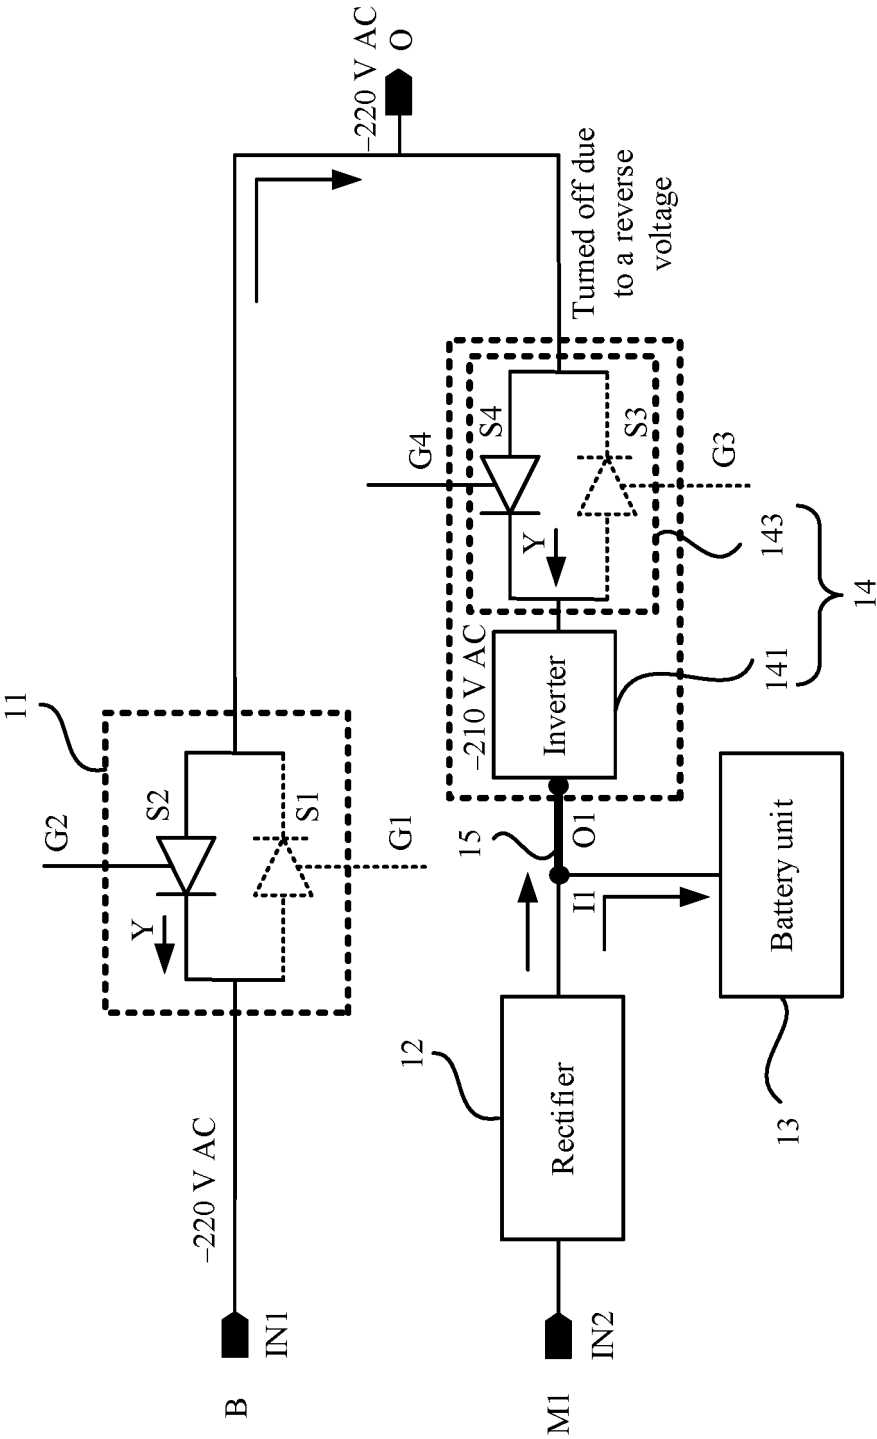 B
IN1
–220 V AC
11
G2
S2
Y
S1
G1
–220 V AC
O
M1
IN2
12
Rectifier
I1
15
O1
13
Battery unit
–210 V AC
Inverter
141
14
143
Y
G4
S4
S3
G3
Turned off due
to a reverse
voltage